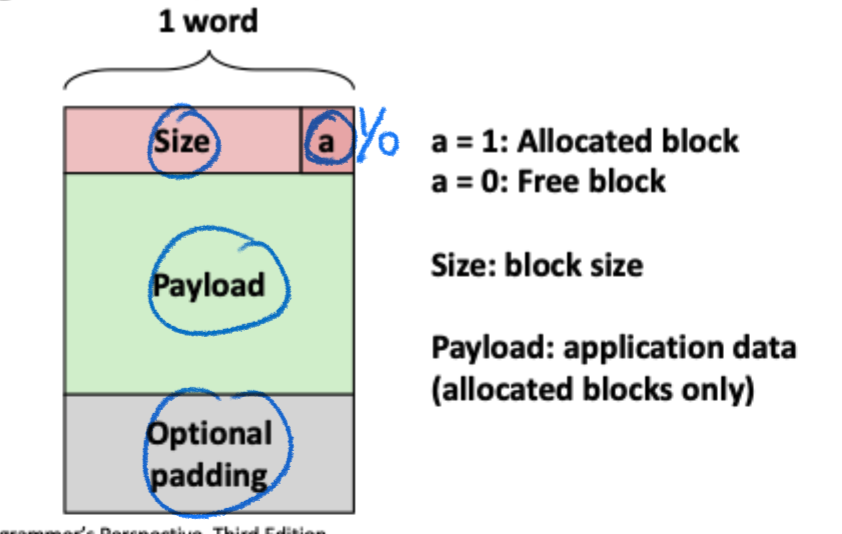 1 word
Size a 1/0 a = 1: Allocated block
a = 0: Free block
Size: block size
Payload
Payload: application data
(allocated blocks only)
Optional
padding
grammer's Perspective, Third Edition